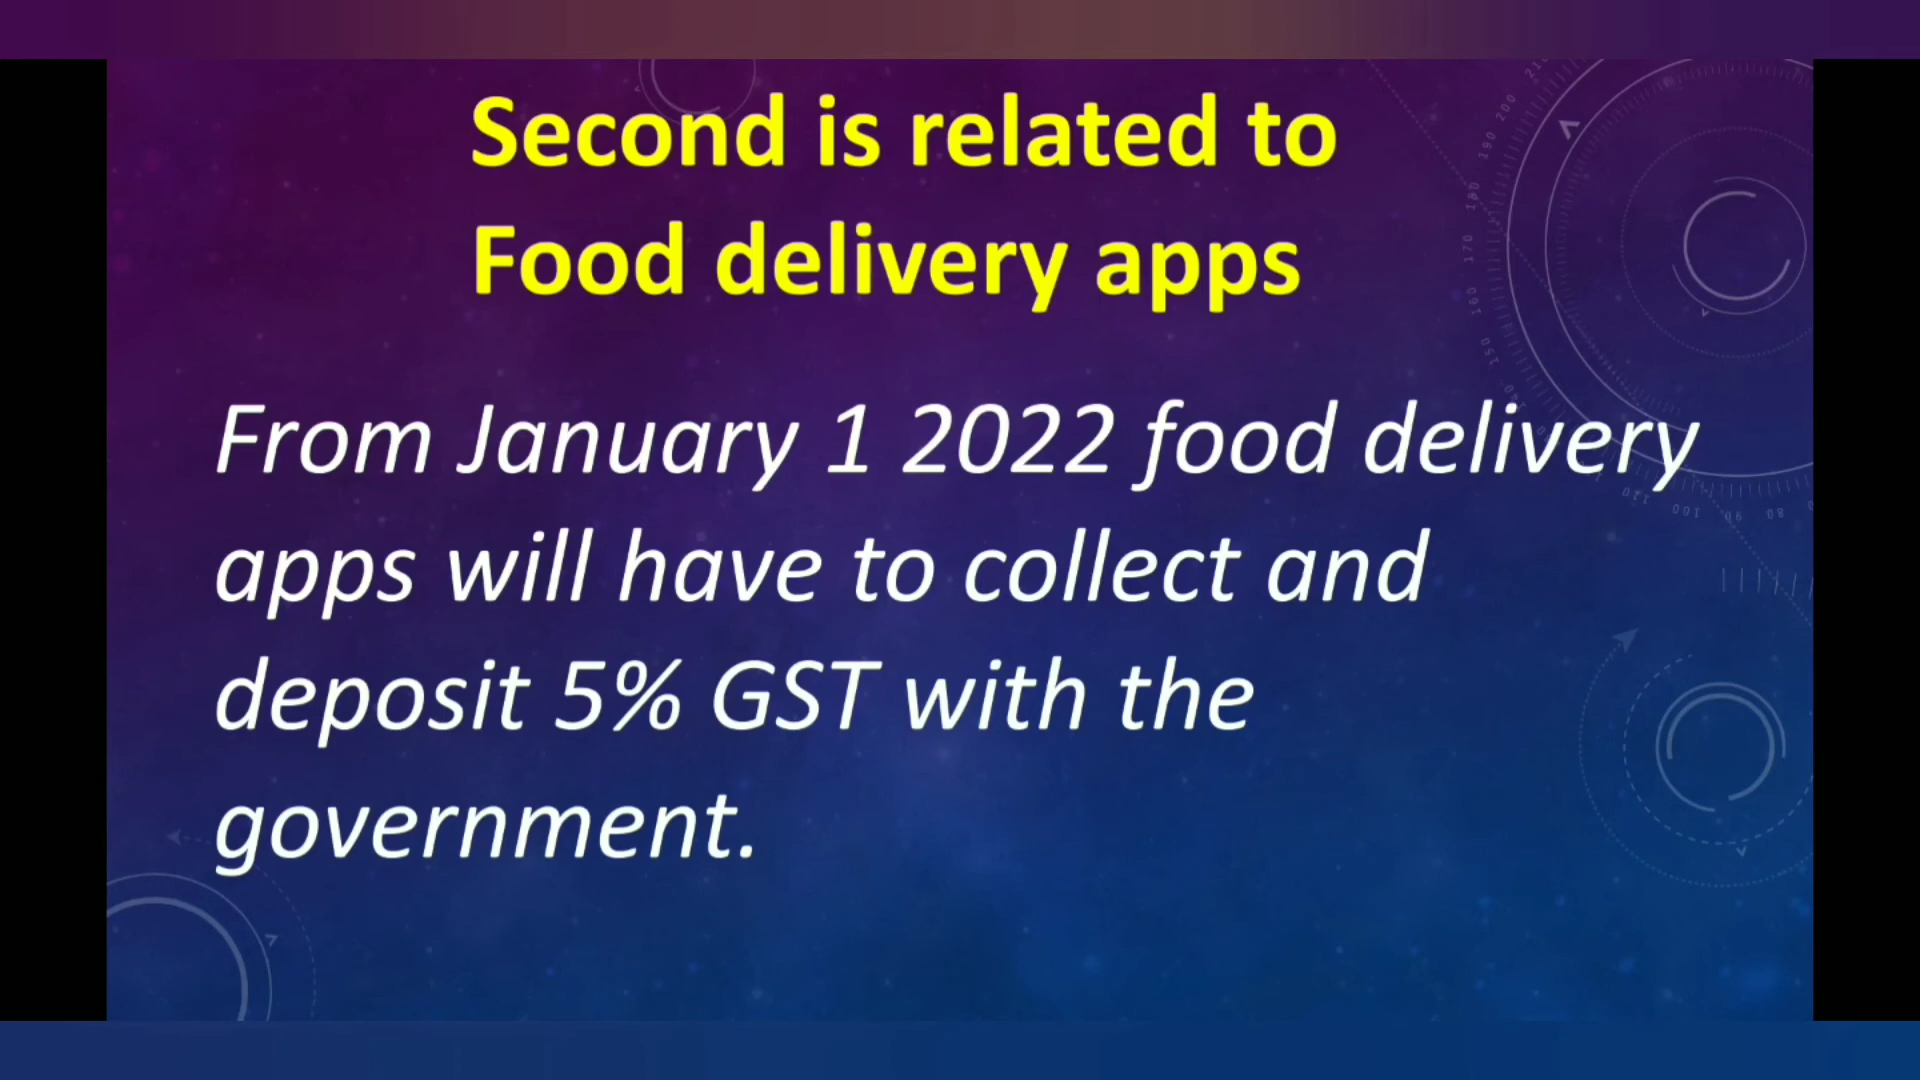 Second is related to
Food delivery apps
From January 1 2022 food delivery
apps will have to collect and
deposit 5% GST with the
government.